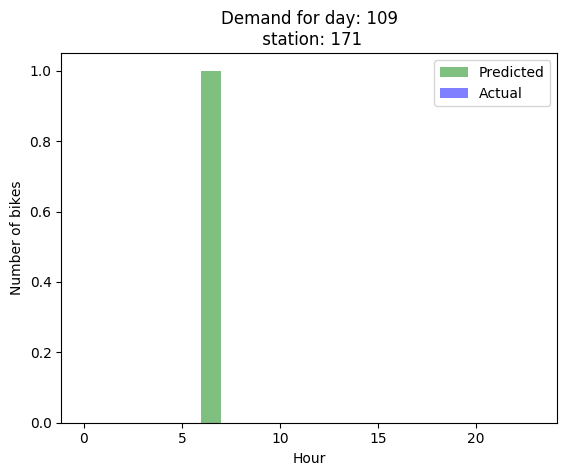 Demand for day: 109
station: 171
Predicted
Actual
1.0
0.8
0.6
0.4
0.2
0.0
Number of bikes
0 5 10 15 20
Hour